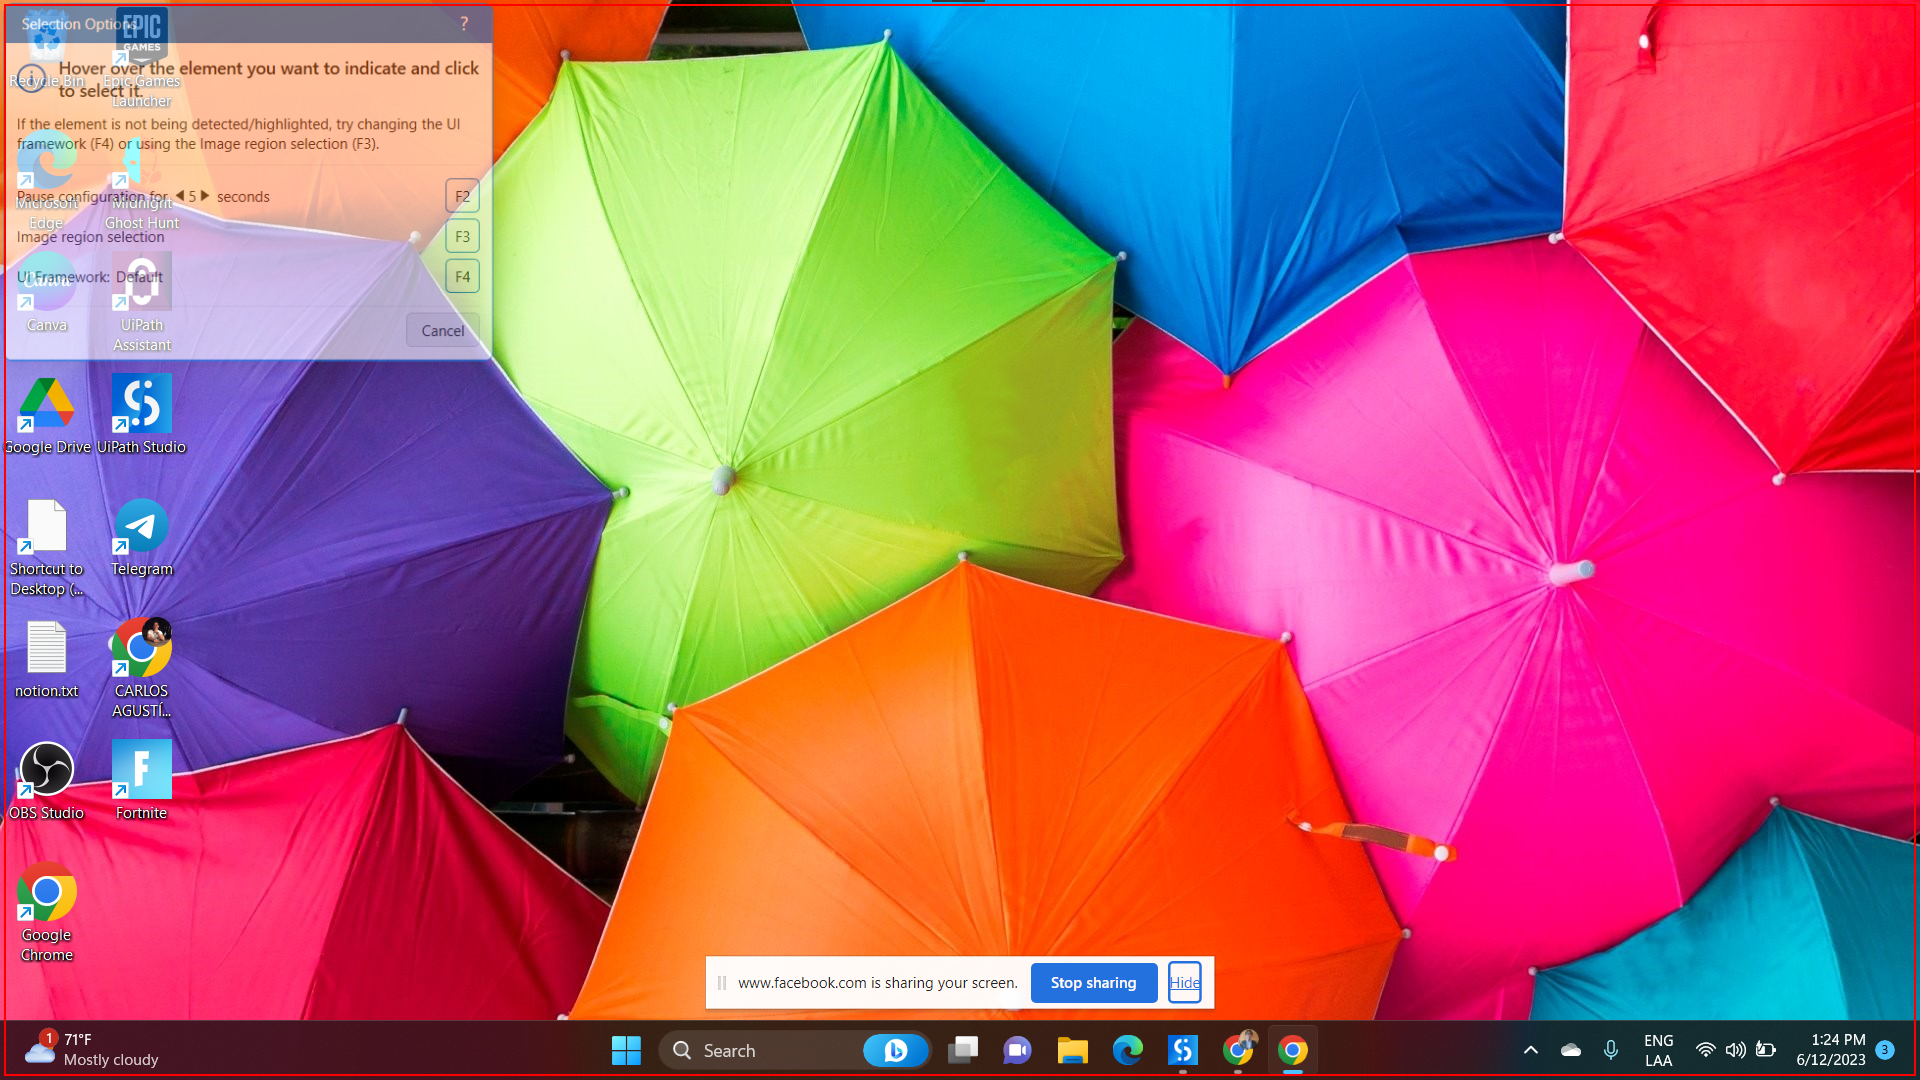 Selection Options
?
Hover over the element you want to indicate and click
to select it.
If the element is not being detected/highlighted, try changing the UI
framework (F4) or using the Image region selection (F3).
Pause configuration for 5 seconds
F2
Image region selection
F3
UI Framework: Default
F4
Cancel
Recycle Bin
EPIC
GAMES
Epic Games
Launcher
Microsoft
Edge
Midnight
Ghost Hunt
Canva
Canva
UiPath
Assistant
Google Drive
UiPath Studio
Shortcut to
Desktop (...
Telegram
notion.txt
CARLOS
AGUSTÍ...
OBS Studio
F
Fortnite
Google
Chrome
www.facebook.com is sharing your screen.
Stop sharing
Hide
1
71°F
Mostly cloudy
Search
ENG
LAA
1:24 PM
6/12/2023
3